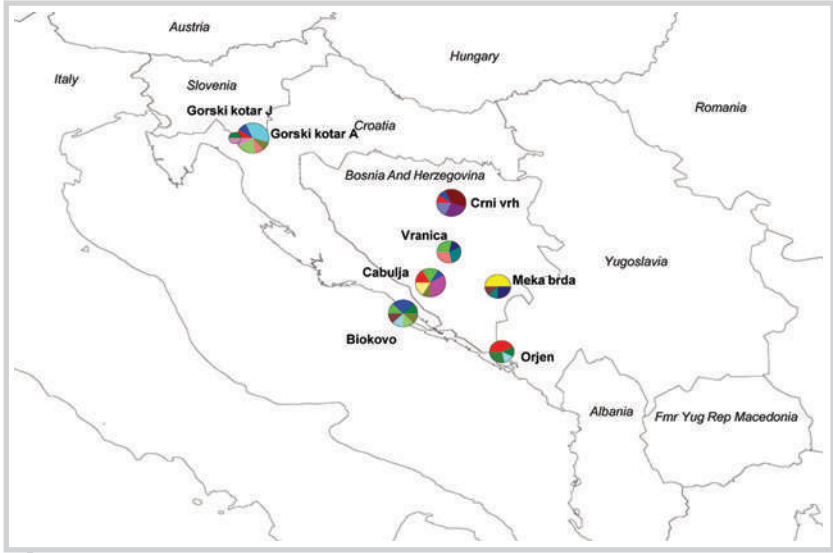 Austria
Hungary
Italy
Slovenia
Romania
Gorski kotar J
Gorski kotar A
Croatia
Bosnia And Herzegovina
Crni vrh
Vranica
Yugoslavia
Cabulja
Meka brda
Biokovo
Orjen
Albania
Fmr Yug Rep Macedonia